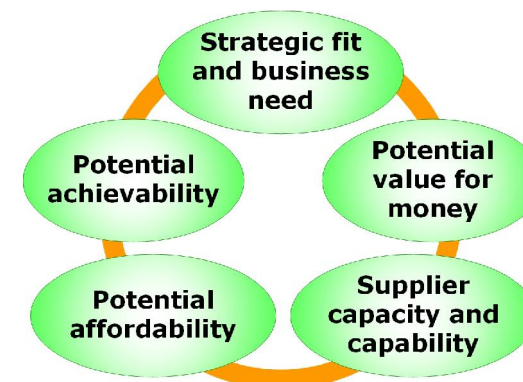 Strategic fit
and business
need
Potential
achievability
Potential
value for
money
Potential
affordability
Supplier
capacity and
capability